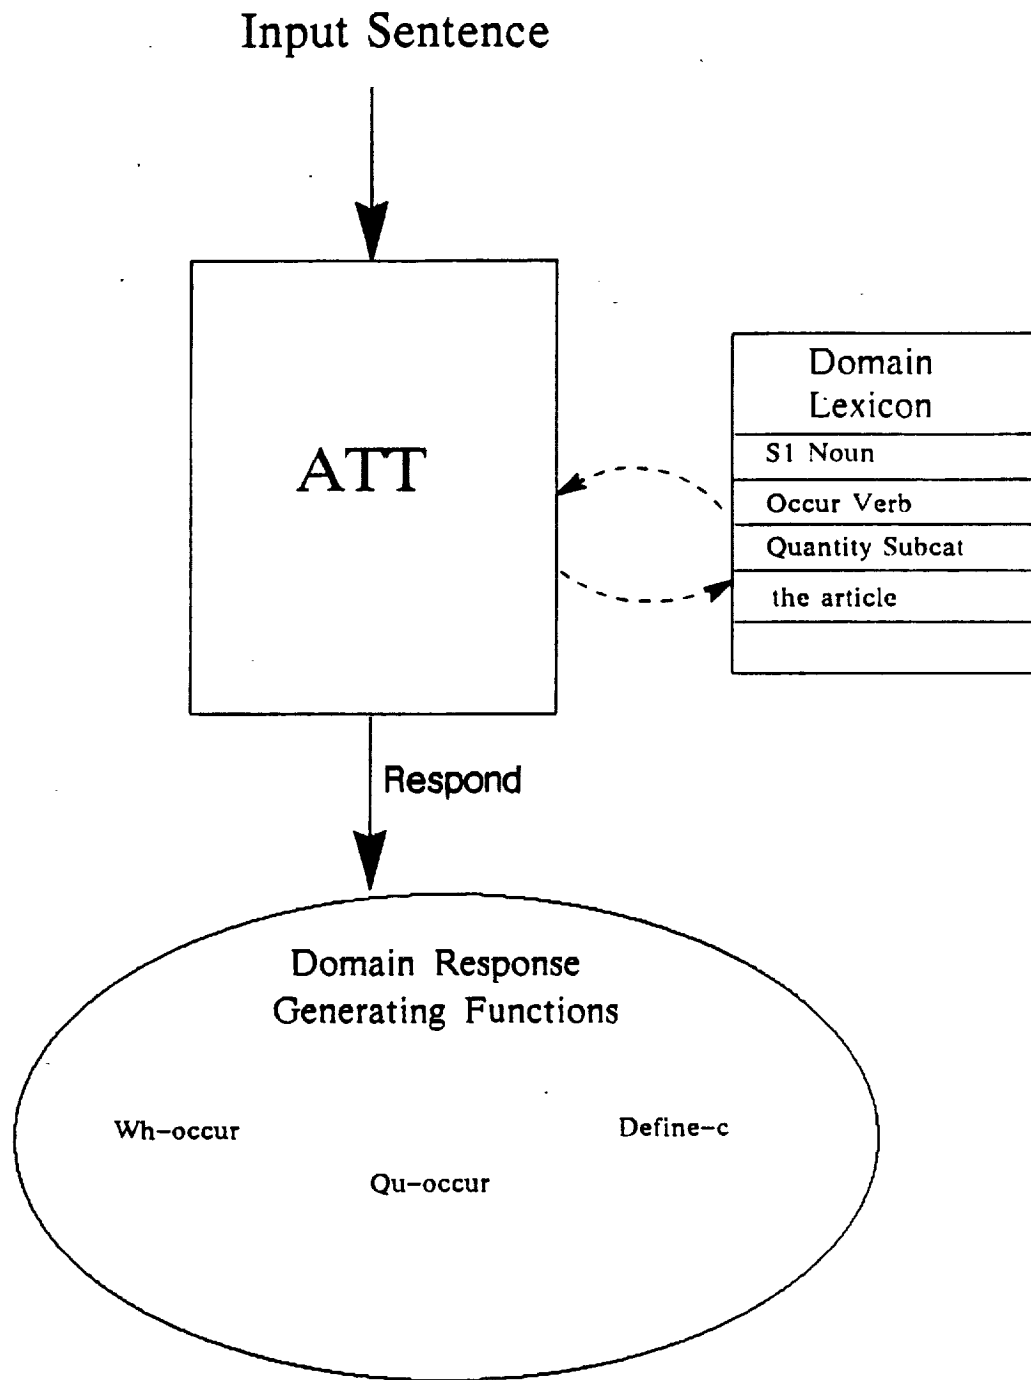 Input Sentence
ATT
Domain
Lexicon
S1 Noun
Occur Verb
Quantity Subcat
the article
Respond
Domain Response
Generating Functions
Wh-occur
Define-c
Qu-occur